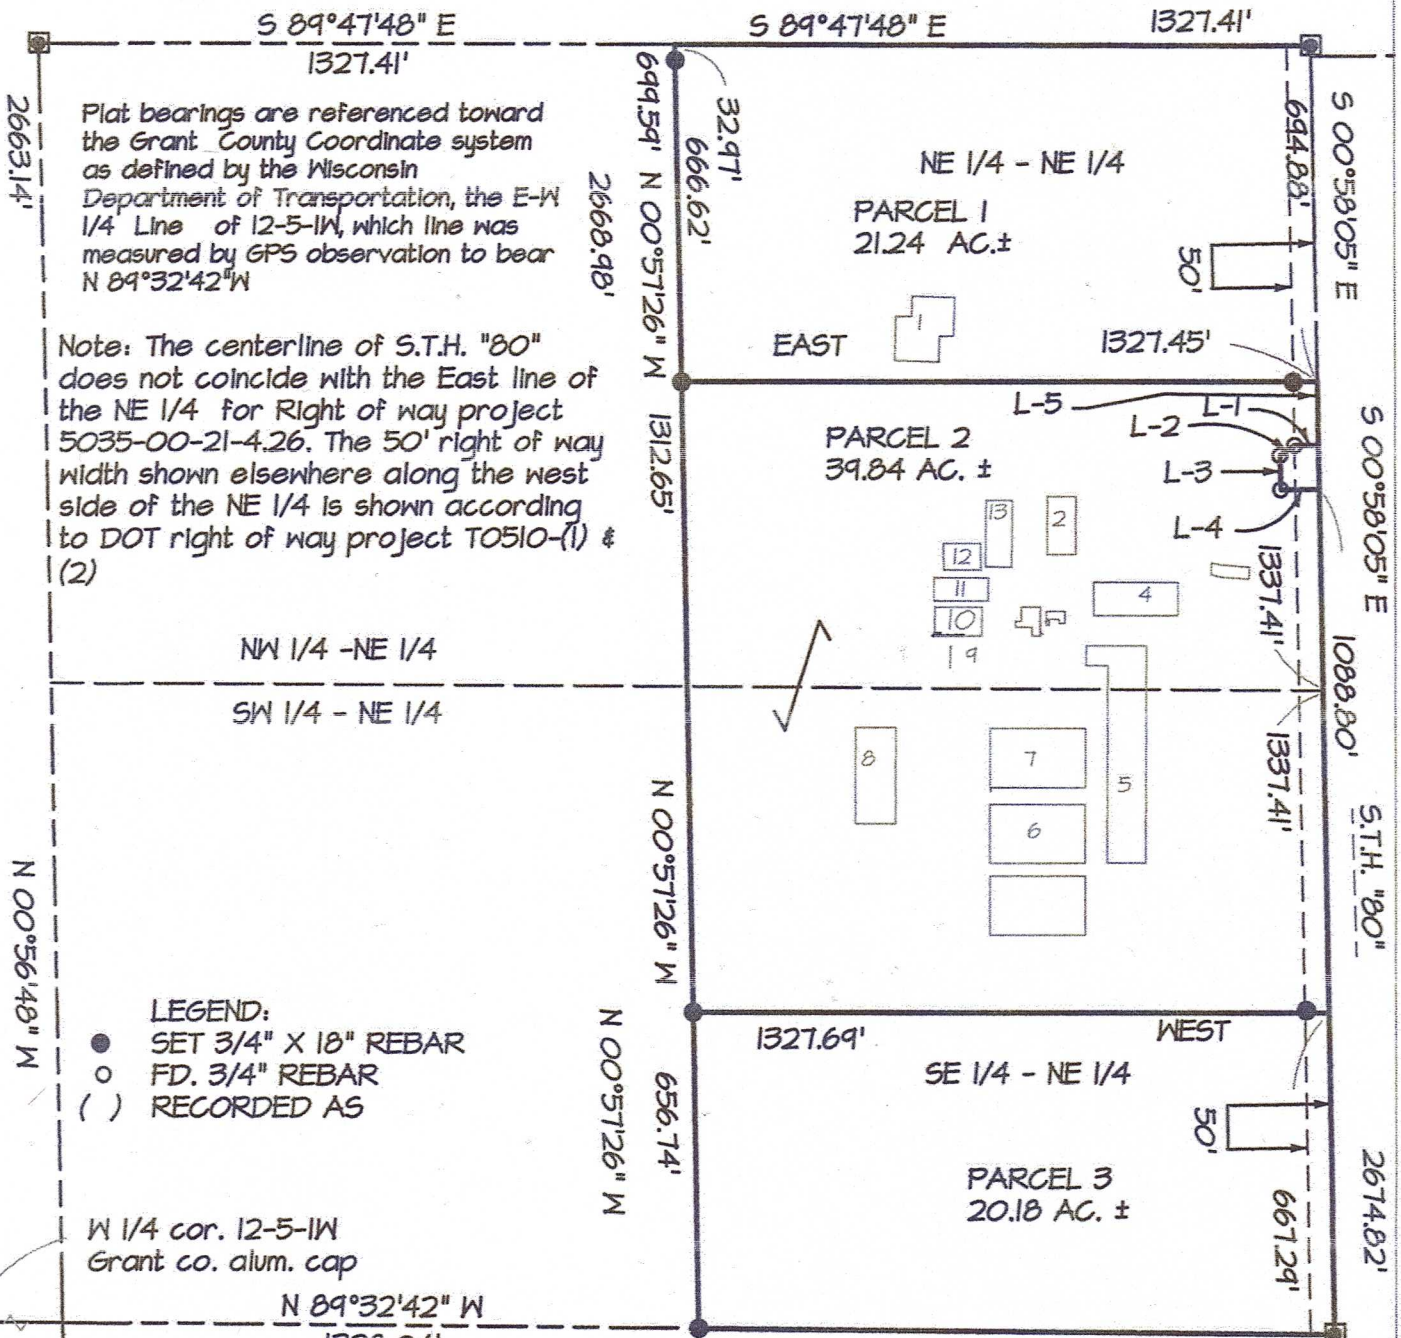 S 89°47'48" E
1327.41'
S 89°47'48" E
1327.41'
2663.14'
Plat bearings are referenced toward
the Grant County Coordinate system
as defined by the Wisconsin
Department of Transportation, the E-W
1/4 Line of 12-5-1W, which line was
measured by GPS observation to bear
N 89°32'42"W
699.59' N 00°57'26" W
32.97'
666.62'
2668.98'
NE 1/4 - NE 1/4
PARCEL 1
21.24 AC.±
694.88'
S 00°58'05" E
50'
1
EAST
1327.45'
Note: The centerline of S.T.H. "80"
does not coincide with the East line of
the NE 1/4 for Right of way project
5035-00-21-4.26. The 50' right of way
width shown elsewhere along the west
side of the NE 1/4 is shown according
to DOT right of way project T0510-(1) &
(2)
1312.65'
L-5
L-1
L-2
L-3
L-4
PARCEL 2
39.84 AC. ±
S 00°58'05" E
13
2
12
11
4
10
9
1337.41'
1088.80'
NW 1/4 -NE 1/4
SW 1/4 - NE 1/4
1337.41'
8
7
5
6
N 00°57'26" W
S.T.H. "80"
N 00°56'48" W
LEGEND:
SET 3/4" X 18" REBAR
FD. 3/4" REBAR
( ) RECORDED AS
N 00°57'26" W
656.74'
1327.69'
WEST
SE 1/4 - NE 1/4
50'
PARCEL 3
20.18 AC. ±
667.29'
2674.82'
W 1/4 cor. 12-5-1W
Grant co. alum. cap
N 89°32'42" W